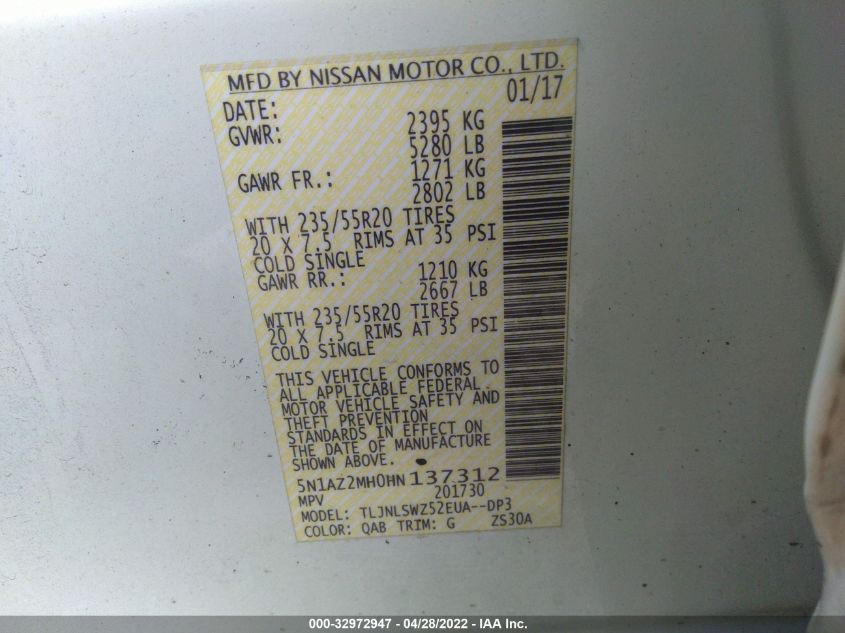 MFD BY NISSAN MOTOR CO., LTD.
DATE: 01/17
GVWR: 2395 KG
5280 LB
GAWR FR.: 1271 KG
2802 LB
WITH 235/55R20 TIRES
20 X 7.5 RIMS AT 35 PSI
COLD SINGLE
GAWR RR.: 1210 KG
2667 LB
WITH 235/55R20 TIRES
20 X 7.5 RIMS AT 35 PSI
COLD SINGLE
THIS VEHICLE CONFORMS TO
ALL APPLICABLE FEDERAL
MOTOR VEHICLE SAFETY AND
THEFT PREVENTION
STANDARDS IN EFFECT ON
THE DATE OF MANUFACTURE
SHOWN ABOVE.
5N1AZ2MH0HN137312
MPV 201730
MODEL: TLJNLSWZ52EUA--DP3
COLOR: QAB TRIM: G ZS30A
000-32972947 - 04/28/2022 - IAA Inc.